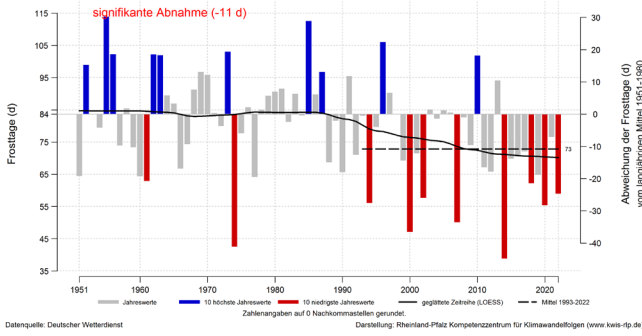 signifikante Abnahme (-11 d)
Frosttage (d)
115
105
95
84
75
65
55
45
35
30
20
10
0
-10
-20
-30
-40
Abweichung der Frosttage (d)
vom langjährigen Mittel 1951-1980
73
1951 1960 1970 1980 1990 2000 2010 2020
Jahreswerte 10 höchste Jahreswerte 10 niedrigste Jahreswerte geglättete Zeitreihe (LOESS) Mittel 1993-2022
Zahlenangaben auf 0 Nachkommastellen gerundet.
Datenquelle: Deutscher Wetterdienst Darstellung: Rheinland-Pfalz Kompetenzzentrum für Klimawandelfolgen (www.kwis-rlp.de